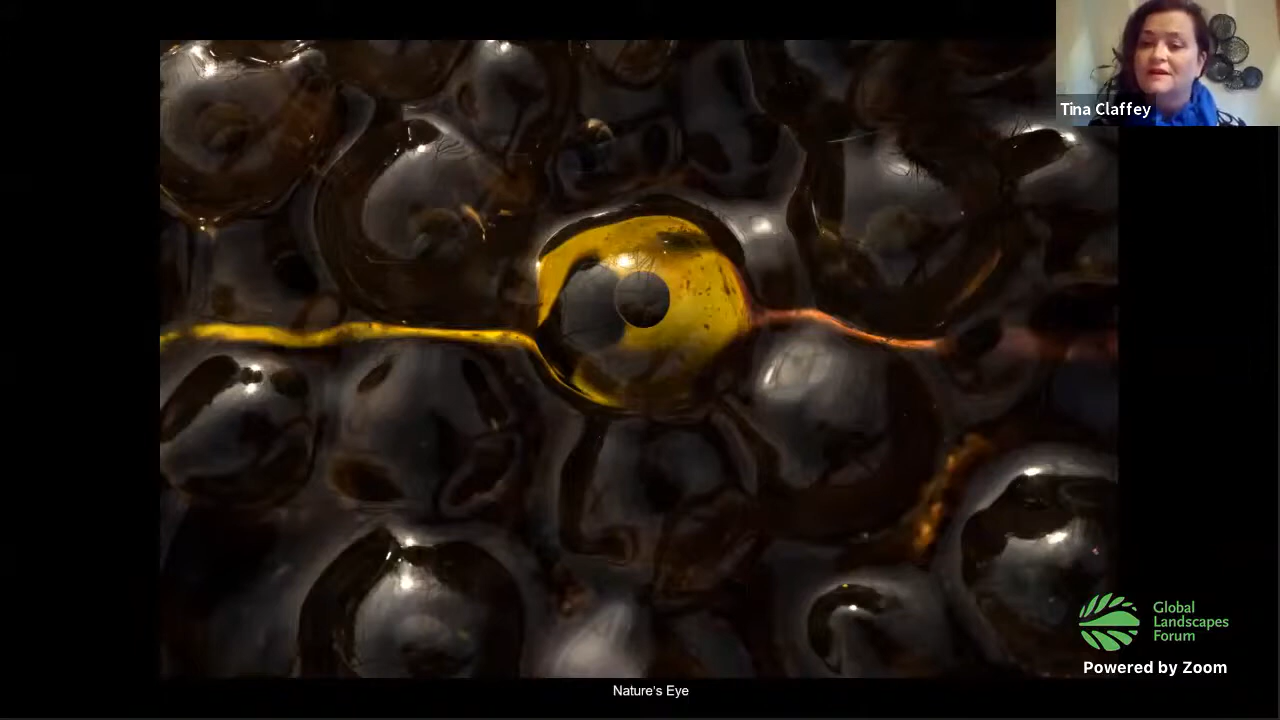 Tina Claffey
Global
Landscapes
Forum
Powered by Zoom
Nature's Eye